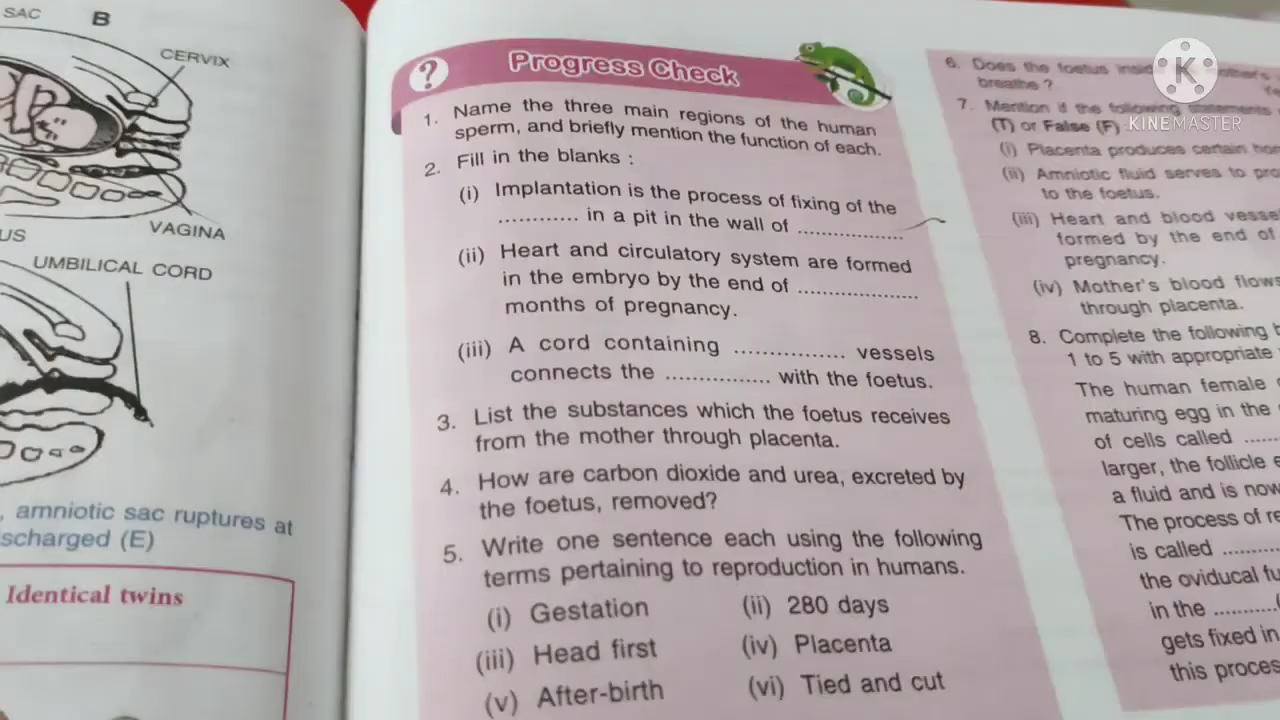 SAC B
CERVIX
VAGINA
US
UMBILICAL CORD
, amniotic sac ruptures at
scharged (E)
Identical twins
? Progress Check
1. Name the three main regions of the human
sperm, and briefly mention the function of each.
2. Fill in the blanks :
(i) Implantation is the process of fixing of the
............ in a pit in the wall of ................
(ii) Heart and circulatory system are formed
in the embryo by the end of ..................
months of pregnancy.
(iii) A cord containing ................ vessels
connects the ............... with the foetus.
3. List the substances which the foetus receives
from the mother through placenta.
4. How are carbon dioxide and urea, excreted by
the foetus, removed?
5. Write one sentence each using the following
terms pertaining to reproduction in humans.
(i) Gestation (ii) 280 days
(iii) Head first (iv) Placenta
(v) After-birth (vi) Tied and cut
6. Does the foetus
breathe ?
7. Mention if the following statements
(T) or False (F)
(i) Placenta produces certain
(ii) Amniotic fluid serves to
to the foetus.
(iii) Heart and blood
formed by the end of
pregnancy.
(iv) Mother's blood flows
through placenta.
8. Complete the following
1 to 5 with appropriate
The human female
maturing egg in the
of cells called ......
larger, the follicle
a fluid and is now
The process of
is called ..........
the oviducal
in the ...........
gets fixed in
this
K
KINEMASTER